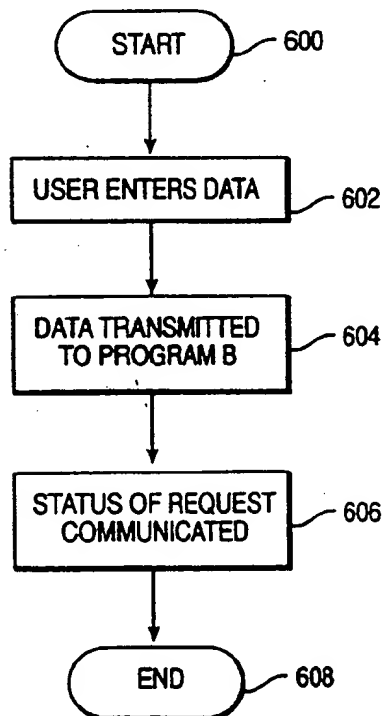 START
600
USER ENTERS DATA
602
DATA TRANSMITTED
TO PROGRAM B
604
STATUS OF REQUEST
COMMUNICATED
606
END
608